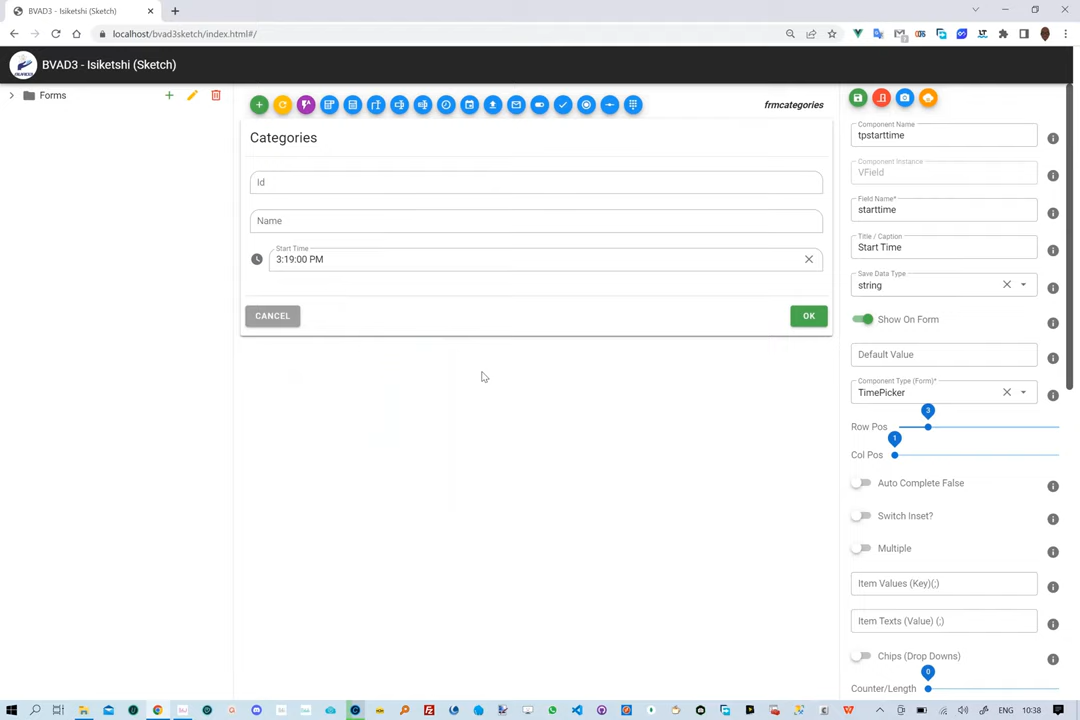 BVAD3 - Isiketshi (Sketch)
localhost/bvad3sketch/index.html#/
BVAD3 - Isiketshi (Sketch)
Forms
frmcategories
Categories
Id
Name
Start Time
3:19:00 PM
CANCEL
OK
Component Name
tpstarttime
Component Instance
VField
Field Name*
starttime
Title / Caption
Start Time
Save Data Type
string
Show On Form
Default Value
Component Type (Form)*
TimePicker
3
Row Pos
1
Col Pos
Auto Complete False
Switch Inset?
Multiple
Item Values (Key)(;)
Item Texts (Value) (;)
Chips (Drop Downs)
0
Counter/Length
ENG
10:38